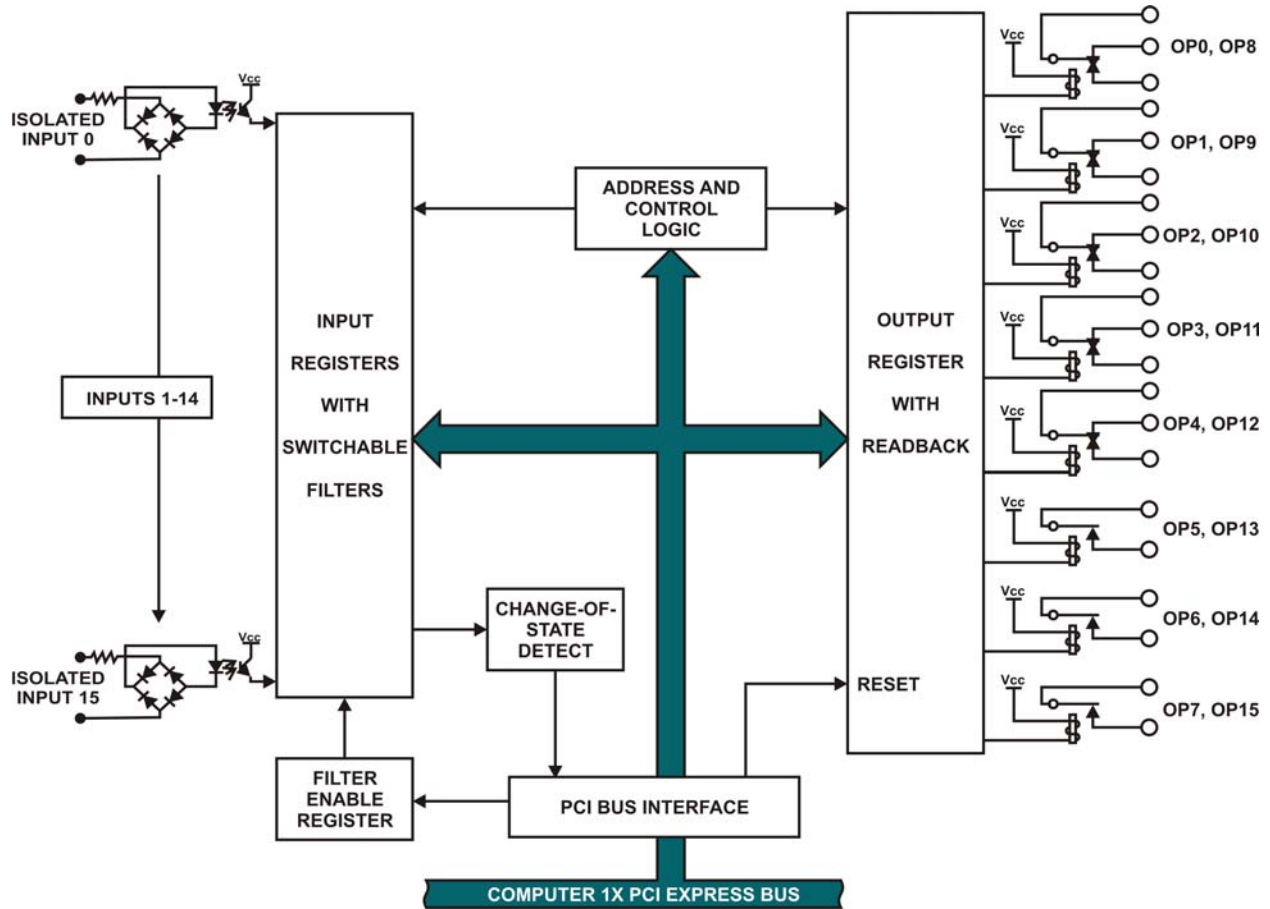 Vcc
ISOLATED
INPUT 0
INPUTS 1-14
Vcc
ISOLATED
INPUT 15
INPUT
REGISTERS
WITH
SWITCHABLE
FILTERS
ADDRESS AND
CONTROL
LOGIC
CHANGE-OF-
STATE
DETECT
FILTER
ENABLE
REGISTER
PCI BUS INTERFACE
COMPUTER 1X PCI EXPRESS BUS
OUTPUT
REGISTER
WITH
READBACK
RESET
Vcc
OP0, OP8
Vcc
OP1, OP9
Vcc
OP2, OP10
Vcc
OP3, OP11
Vcc
OP4, OP12
Vcc
OP5, OP13
Vcc
OP6, OP14
Vcc
OP7, OP15